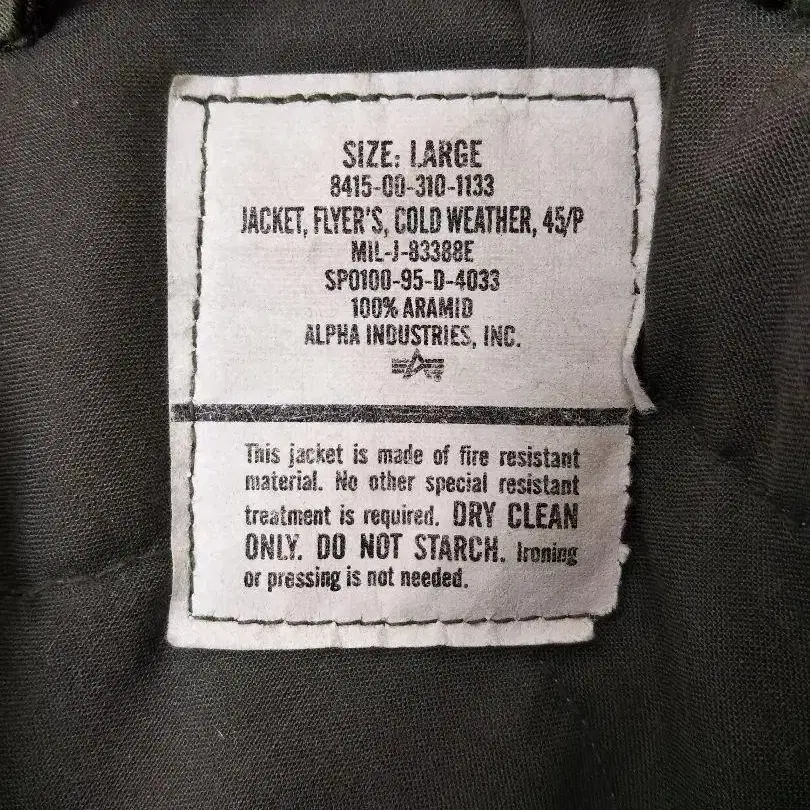 SIZE: LARGE
8415-00-310-1133
JACKET, FLYER'S, COLD WEATHER, 45/P
MIL-J-83388E
SPO100-95-D-4033
100% ARAMID
ALPHA INDUSTRIES, INC.
This jacket is made of fire resistant
material. No other special resistant
treatment is required. DRY CLEAN
ONLY. DO NOT STARCH. Ironing
or pressing is not needed.